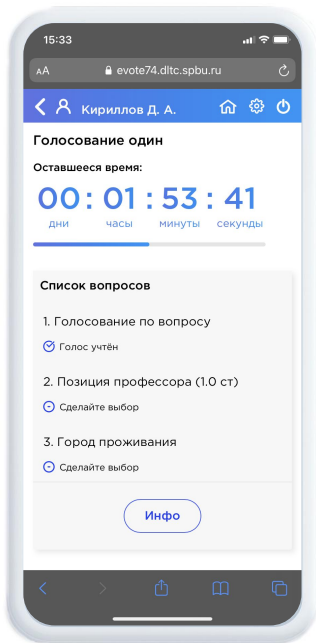 15:33
AA evote74.dltc.spbu.ru
Кириллов Д. А.
Голосование один
Оставшееся время:
00 : 01 : 53 : 41
дни часы минуты секунды
Список вопросов
1. Голосование по вопросу
Голос учтён
2. Позиция профессора (1.0 ст)
Сделайте выбор
3. Город проживания
Сделайте выбор
Инфо